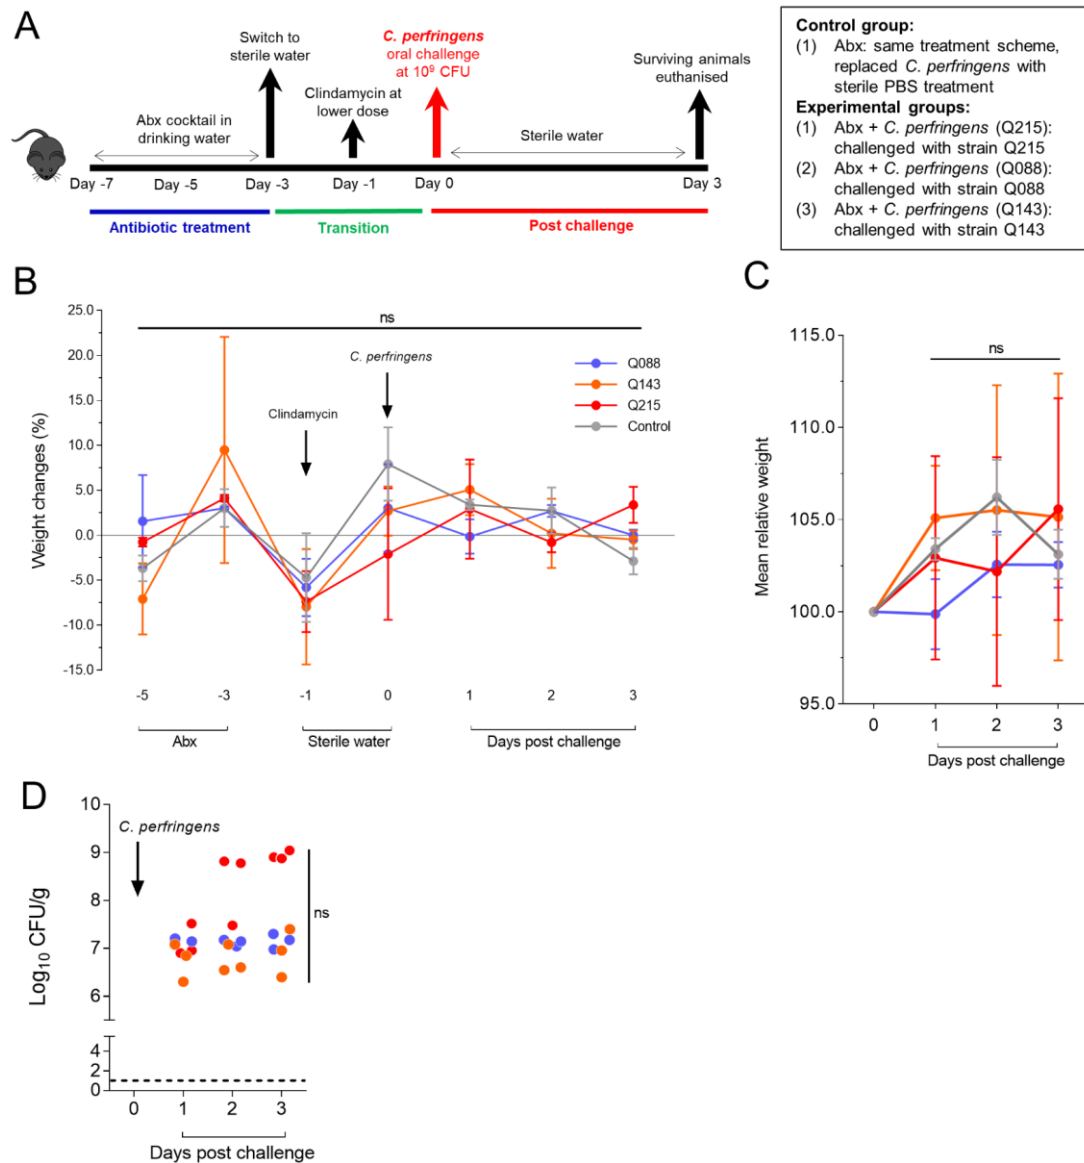 A
Switch to
sterile water
C. perfringens
oral challenge
at 10⁹ CFU
Surviving animals
euthanised
Abx cocktail in
drinking water
Clindamycin at
lower dose
Sterile water
Day -7
Day -5
Day -3
Day -1
Day 0
Day 3
Antibiotic treatment
Transition
Post challenge
Control group:
(1) Abx: same treatment scheme,
replaced C. perfringens with
sterile PBS treatment
Experimental groups:
(1) Abx + C. perfringens (Q215):
challenged with strain Q215
(2) Abx + C. perfringens (Q088):
challenged with strain Q088
(3) Abx + C. perfringens (Q143):
challenged with strain Q143
B
Weight changes (%)
25.0
20.0
15.0
10.0
5.0
0.0
-5.0
-10.0
-15.0
ns
C. perfringens
Clindamycin
Q088
Q143
Q215
Control
-5 -3 -1 0 1 2 3
Abx
Sterile water
Days post challenge
C
Mean relative weight
115.0
110.0
105.0
100.0
95.0
ns
0 1 2 3
Days post challenge
D
Log₁₀ CFU/g
10
9
8
7
6
4
2
0
C. perfringens
ns
0 1 2 3
Days post challenge